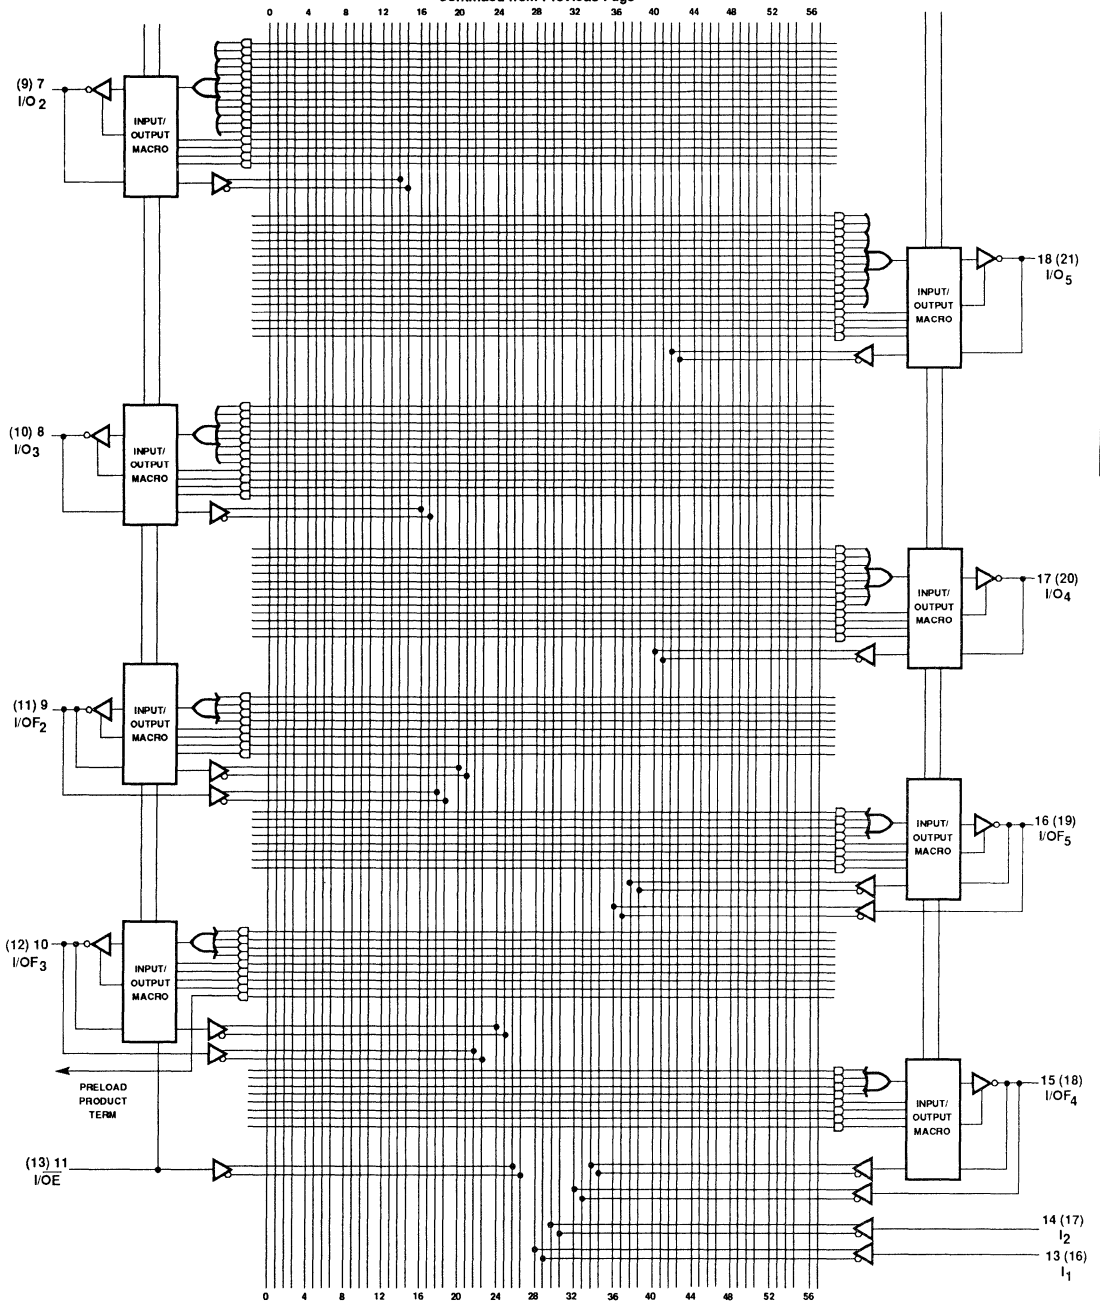 Continued from Previous Page
0 4 8 12 16 20 24 28 32 36 40 44 48 52 56
(9) 7
I/O2
INPUT/
OUTPUT
MACRO
INPUT/
OUTPUT
MACRO
18 (21)
I/O5
(10) 8
I/O3
INPUT/
OUTPUT
MACRO
INPUT/
OUTPUT
MACRO
17 (20)
I/O4
(11) 9
I/OF2
INPUT/
OUTPUT
MACRO
INPUT/
OUTPUT
MACRO
16 (19)
I/OF5
(12) 10
I/OF3
INPUT/
OUTPUT
MACRO
PRELOAD
PRODUCT
TERM
INPUT/
OUTPUT
MACRO
15 (18)
I/OF4
(13) 11
I/O̅E̅
14 (17)
I2
13 (16)
I1
0 4 8 12 16 20 24 28 32 36 40 44 48 52 56